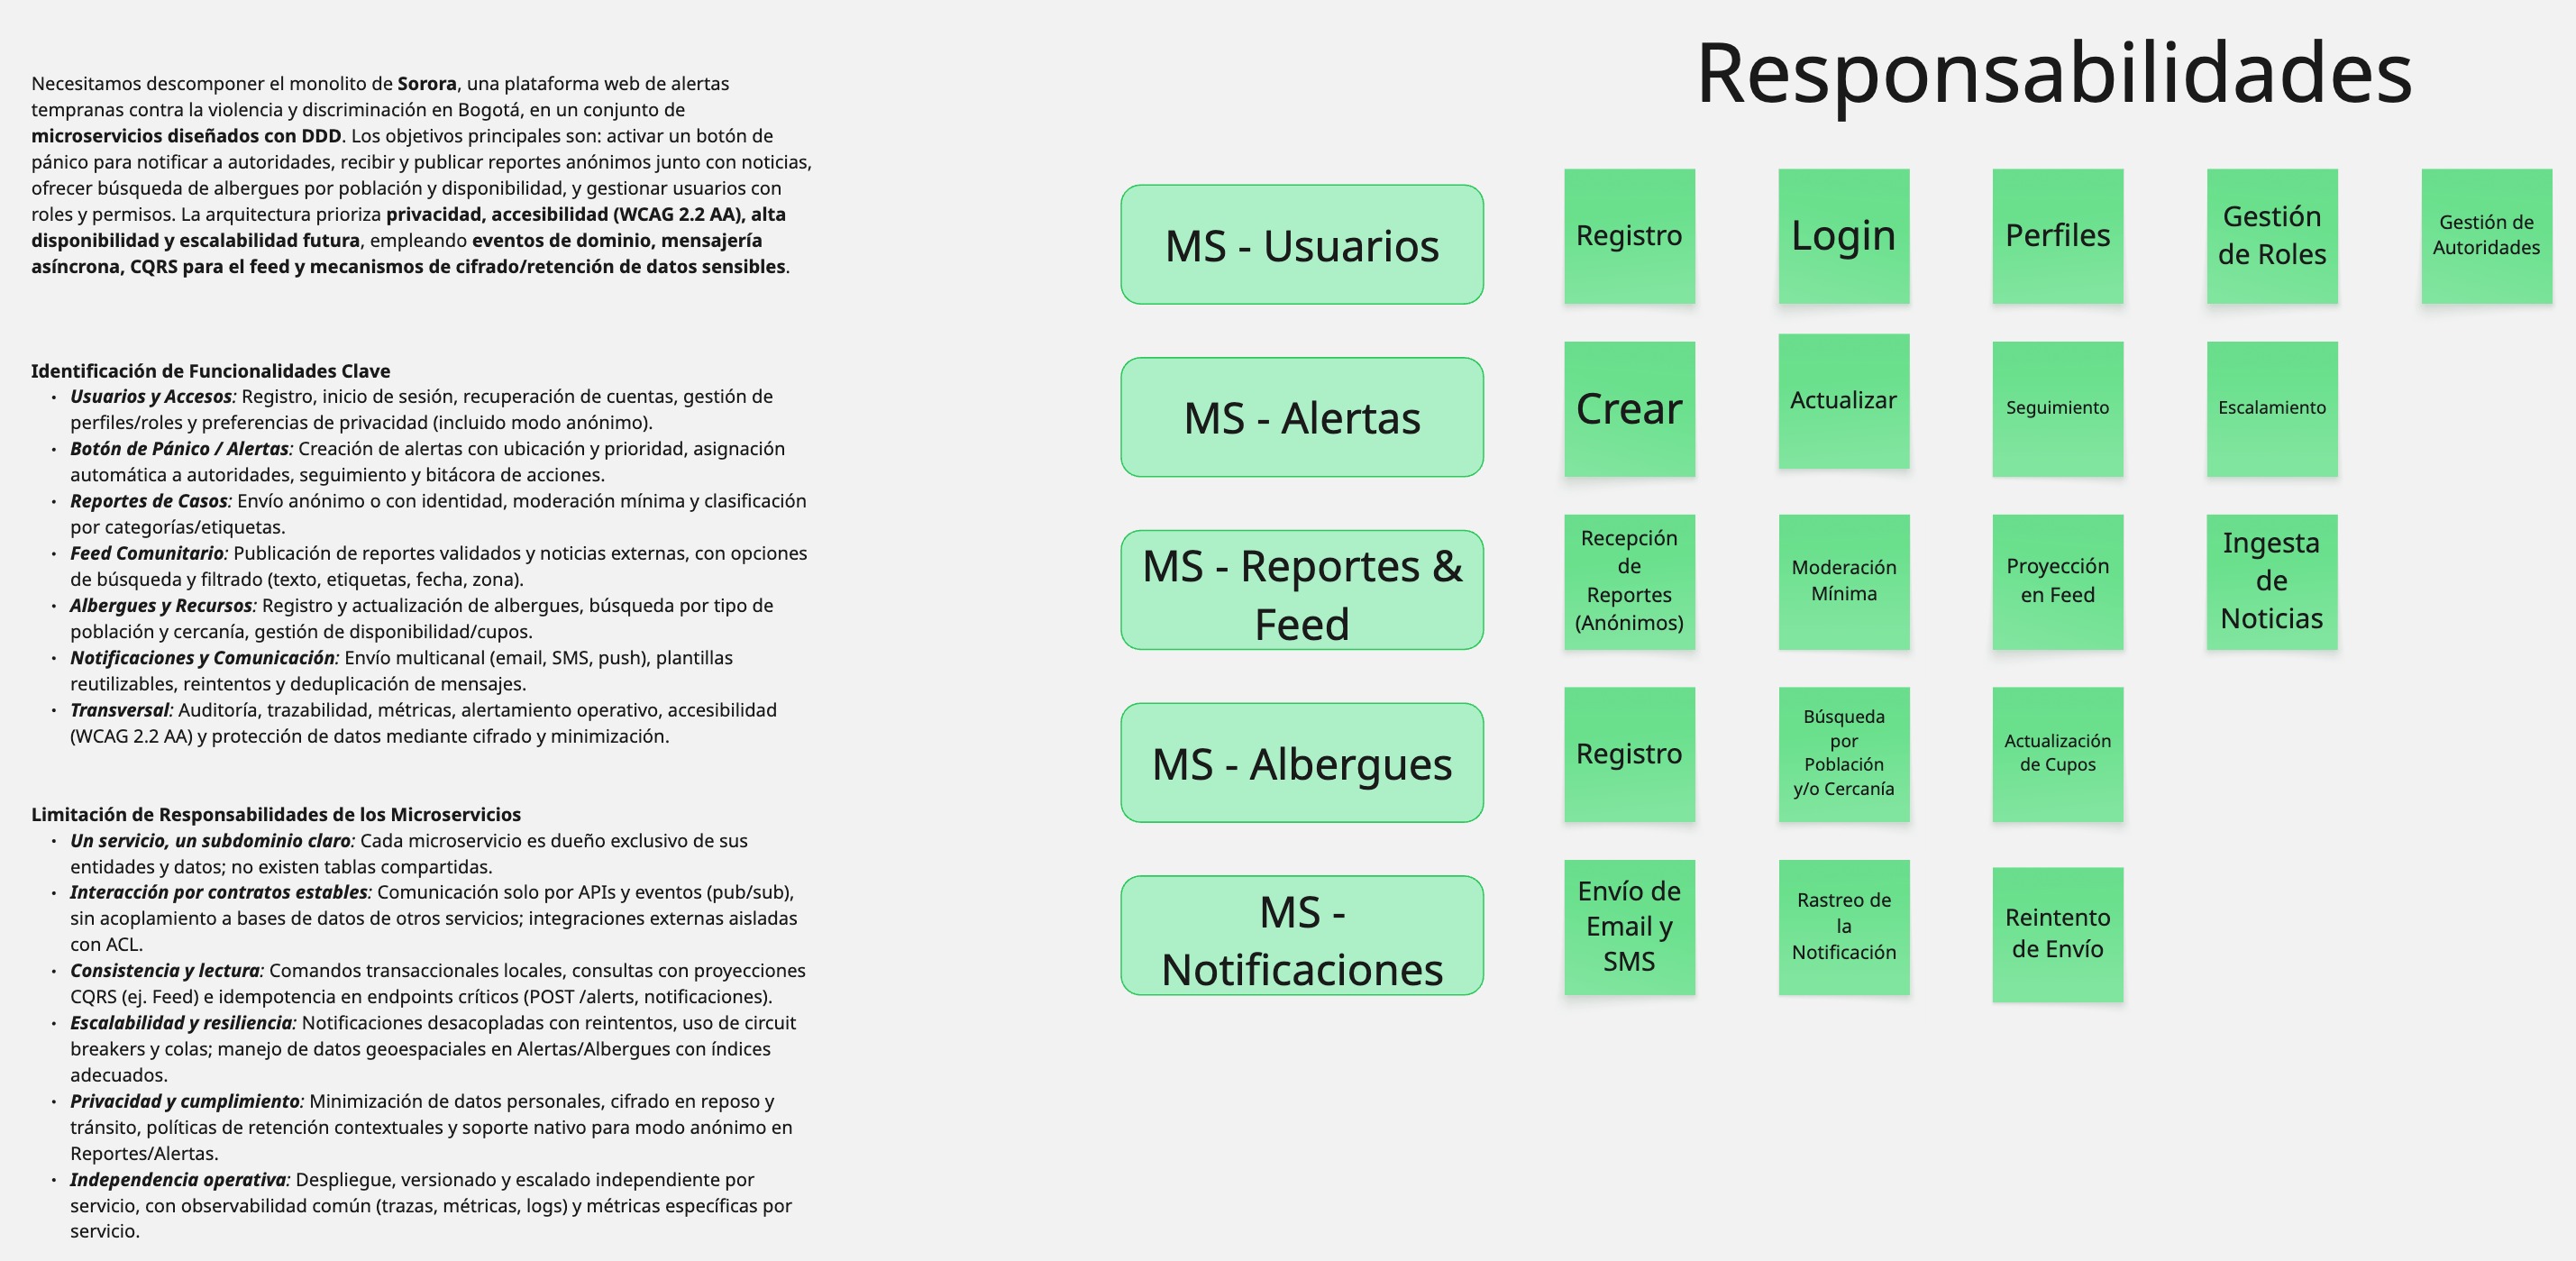 Necesitamos descomponer el monolito de Sorora, una plataforma web de alertas
tempranas contra la violencia y discriminación en Bogotá, en un conjunto de
microservicios diseñados con DDD. Los objetivos principales son: activar un botón de
pánico para notificar a autoridades, recibir y publicar reportes anónimos junto con noticias,
ofrecer búsqueda de albergues por población y disponibilidad, y gestionar usuarios con
roles y permisos. La arquitectura prioriza privacidad, accesibilidad (WCAG 2.2 AA), alta
disponibilidad y escalabilidad futura, empleando eventos de dominio, mensajería
asíncrona, CQRS para el feed y mecanismos de cifrado/retención de datos sensibles.
Identificación de Funcionalidades Clave
• Usuarios y Accesos: Registro, inicio de sesión, recuperación de cuentas, gestión de
perfiles/roles y preferencias de privacidad (incluido modo anónimo).
• Botón de Pánico / Alertas: Creación de alertas con ubicación y prioridad, asignación
automática a autoridades, seguimiento y bitácora de acciones.
• Reportes de Casos: Envío anónimo o con identidad, moderación mínima y clasificación
por categorías/etiquetas.
• Feed Comunitario: Publicación de reportes validados y noticias externas, con opciones
de búsqueda y filtrado (texto, etiquetas, fecha, zona).
• Albergues y Recursos: Registro y actualización de albergues, búsqueda por tipo de
población y cercanía, gestión de disponibilidad/cupos.
• Notificaciones y Comunicación: Envío multicanal (email, SMS, push), plantillas
reutilizables, reintentos y deduplicación de mensajes.
• Transversal: Auditoría, trazabilidad, métricas, alertamiento operativo, accesibilidad
(WCAG 2.2 AA) y protección de datos mediante cifrado y minimización.
Limitación de Responsabilidades de los Microservicios
• Un servicio, un subdominio claro: Cada microservicio es dueño exclusivo de sus
entidades y datos; no existen tablas compartidas.
• Interacción por contratos estables: Comunicación solo por APIs y eventos (pub/sub),
sin acoplamiento a bases de datos de otros servicios; integraciones externas aisladas
con ACL.
• Consistencia y lectura: Comandos transaccionales locales, consultas con proyecciones
CQRS (ej. Feed) e idempotencia en endpoints críticos (POST /alerts, notificaciones).
• Escalabilidad y resiliencia: Notificaciones desacopladas con reintentos, uso de circuit
breakers y colas; manejo de datos geoespaciales en Alertas/Albergues con índices
adecuados.
• Privacidad y cumplimiento: Minimización de datos personales, cifrado en reposo y
tránsito, políticas de retención contextuales y soporte nativo para modo anónimo en
Reportes/Alertas.
• Independencia operativa: Despliegue, versionado y escalado independiente por
servicio, con observabilidad común (trazas, métricas, logs) y métricas específicas por
servicio.
Responsabilidades
MS - Usuarios
Registro
Login
Perfiles
Gestión
de Roles
Gestión de
Autoridades
MS - Alertas
Crear
Actualizar
Seguimiento
Escalamiento
MS - Reportes &
Feed
Recepción
de
Reportes
(Anónimos)
Moderación
Mínima
Proyección
en Feed
Ingesta
de
Noticias
MS - Albergues
Registro
Búsqueda
por
Población
y/o Cercanía
Actualización
de Cupos
MS -
Notificaciones
Envío de
Email y
SMS
Rastreo de
la
Notificación
Reintento
de Envío